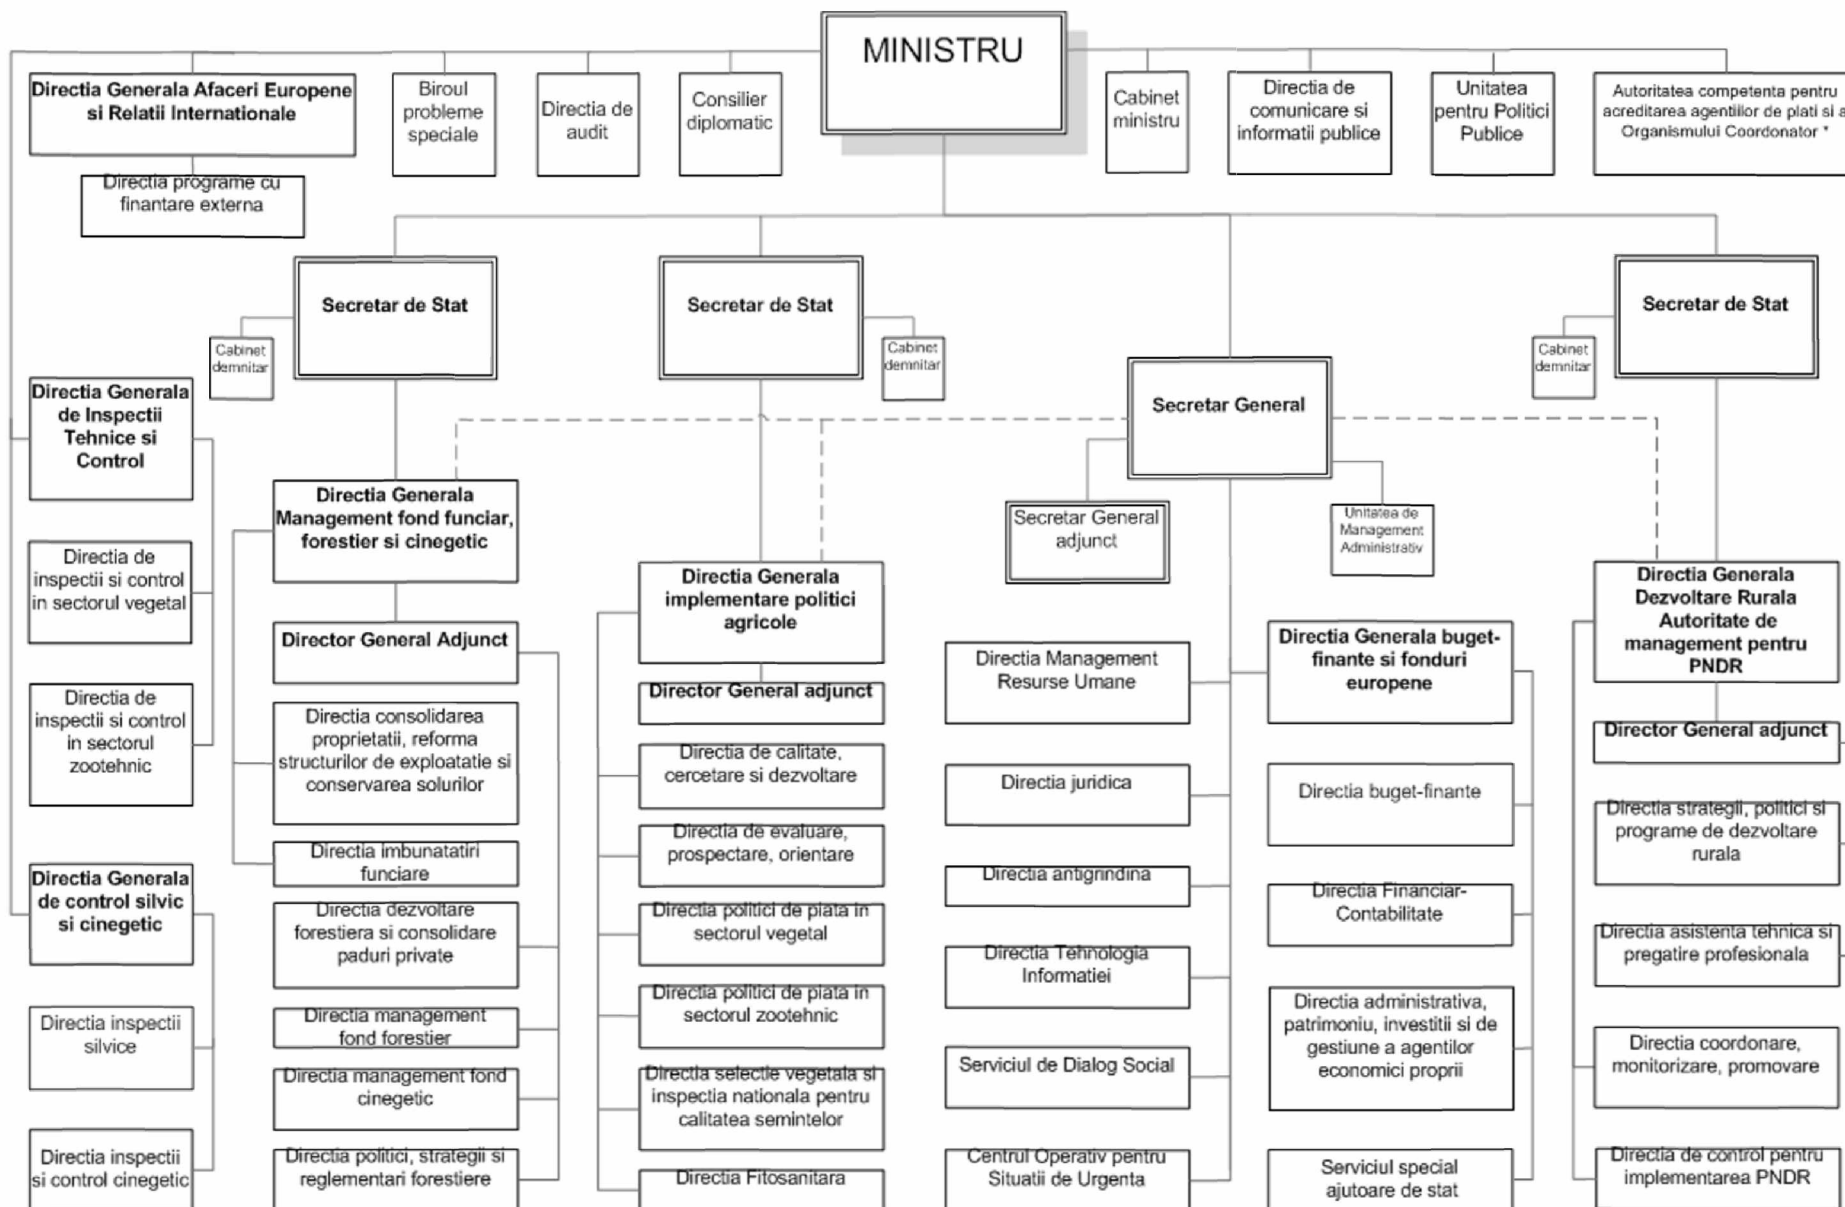 MINISTRU
Directia Generala Afaceri Europene
si Relatii Internationale
Directia programe cu
finantare externa
Biroul
probleme
speciale
Directia de
audit
Consilier
diplomatic
Cabinet
ministru
Directia de
comunicare si
informatii publice
Unitatea
pentru Politici
Publice
Autoritatea competenta pentru
acreditarea agentiilor de plati si a
Organismului Coordonator *
Secretar de Stat
Cabinet
demnitar
Secretar de Stat
Cabinet
demnitar
Secretar General
Secretar de Stat
Cabinet
demnitar
Secretar General
adjunct
Unitatea de
Management
Administrativ
Directia Generala
de Inspectii
Tehnice si
Control
Directia de
inspectii si control
in sectorul vegetal
Directia de
inspectii si control
in sectorul
zootehnic
Directia Generala
de control silvic
si cinegetic
Directia inspectii
silvice
Directia inspectii
si control cinegetic
Directia Generala
Management fond funciar,
forestier si cinegetic
Director General Adjunct
Directia consolidarea
proprietatii, reforma
structurilor de exploatatie si
conservarea solurilor
Directia imbunatatiri
funciare
Directia dezvoltare
forestiera si consolidare
paduri private
Directia management
fond forestier
Directia management fond
cinegetic
Directia politici, strategii si
reglementari forestiere
Directia Generala
implementare politici
agricole
Director General adjunct
Directia de calitate,
cercetare si dezvoltare
Directia de evaluare,
prospectare, orientare
Directia politici de piata in
sectorul vegetal
Directia politici de piata in
sectorul zootehnic
Directia selectie vegetala si
inspectia nationala pentru
calitatea semintelor
Directia Fitosanitara
Directia Management
Resurse Umane
Directia juridica
Directia antigrindina
Directia Tehnologia
Informatiei
Serviciul de Dialog Social
Centrul Operativ pentru
Situatii de Urgenta
Directia Generala buget-
finante si fonduri
europene
Directia buget-finante
Directia Financiar-
Contabilitate
Directia administrativa,
patrimoniu, investitii si de
gestiune a agentilor
economici proprii
Serviciul special
ajutoare de stat
Directia Generala
Dezvoltare Rurala
Autoritate de
management pentru
PNDR
Director General adjunct
Directia strategii, politici si
programe de dezvoltare
rurala
Directia asistenta tehnica si
pregatire profesionala
Directia coordonare,
monitorizare, promovare
Directia de control pentru
implementarea PNDR